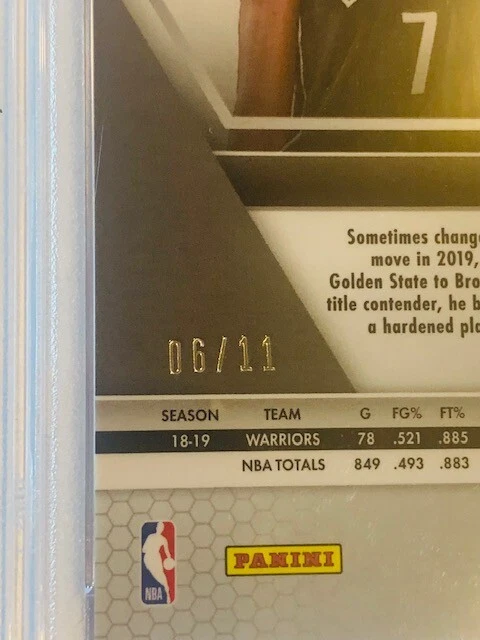 7
Sometimes chang
move in 2019,
Golden State to Bro
title contender, he b
a hardened pla
06/11
SEASON TEAM G FG% FT%
18-19 WARRIORS 78 .521 .885
NBA TOTALS 849 .493 .883
NBA
PANINI